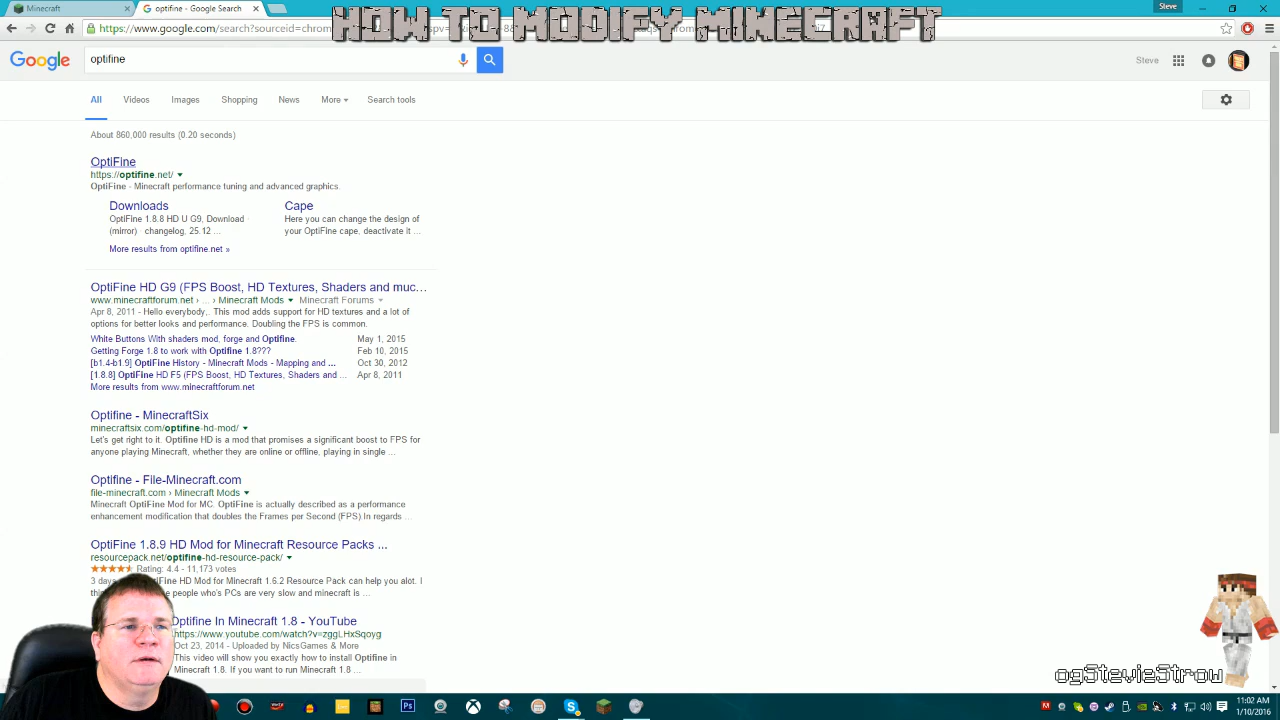 Minecraft
optifine - Google Search
HOW TO MODIFY MINECRAFT
Steve
https://www.google.com/search?sourceid=chrom
Google
optifine
Steve
All
Videos
Images
Shopping
News
More
Search tools
About 860,000 results (0.20 seconds)
OptiFine
https://optifine.net/
OptiFine - Minecraft performance tuning and advanced graphics.
Downloads
OptiFine 1.8.8 HD U G9, Download ·
(mirror) · changelog, 25.12 ...
Cape
Here you can change the design of
your OptiFine cape, deactivate it ...
More results from optifine.net »
OptiFine HD G9 (FPS Boost, HD Textures, Shaders and muc...
www.minecraftforum.net › ... › Minecraft Mods Minecraft Forums
Apr 8, 2011 - Hello everybody,. This mod adds support for HD textures and a lot of
options for better looks and performance. Doubling the FPS is common.
White Buttons With shaders mod, forge and Optifine. May 1, 2015
Getting Forge 1.8 to work with Optifine 1.8??? Feb 10, 2015
[b1.4-b1.9] OptiFine History - Minecraft Mods - Mapping and ... Oct 30, 2012
[1.8.8] OptiFine HD F5 (FPS Boost, HD Textures, Shaders and ... Apr 8, 2011
More results from www.minecraftforum.net
Optifine - MinecraftSix
minecraftsix.com/optifine-hd-mod/
Let's get right to it. Optifine HD is a mod that promises a significant boost to FPS for
anyone playing Minecraft, whether they are online or offline, playing in single ...
Optifine - File-Minecraft.com
file-minecraft.com › Minecraft Mods
Minecraft OptiFine Mod for MC. OptiFine is actually described as a performance
enhancement modification that doubles the Frames per Second (FPS).In regards ...
OptiFine 1.8.9 HD Mod for Minecraft Resource Packs ...
resourcepack.net/optifine-hd-resource-pack/
Rating: 4.4 - 11,173 votes
3 days Fine HD Mod for Minecraft 1.6.2 Resource Pack can help you alot. I
people who's PCs are very slow and minecraft is ...
Optifine In Minecraft 1.8 - YouTube
https://www.youtube.com/watch?v=zggLHxSqoyg
Oct 23, 2014 - Uploaded by NicsGames & More
This video will show you exactly how to install Optifine in
Minecraft 1.8. If you want to run Minecraft 1.8 ...
ogStevieStrow
11:02 AM
1/10/2016